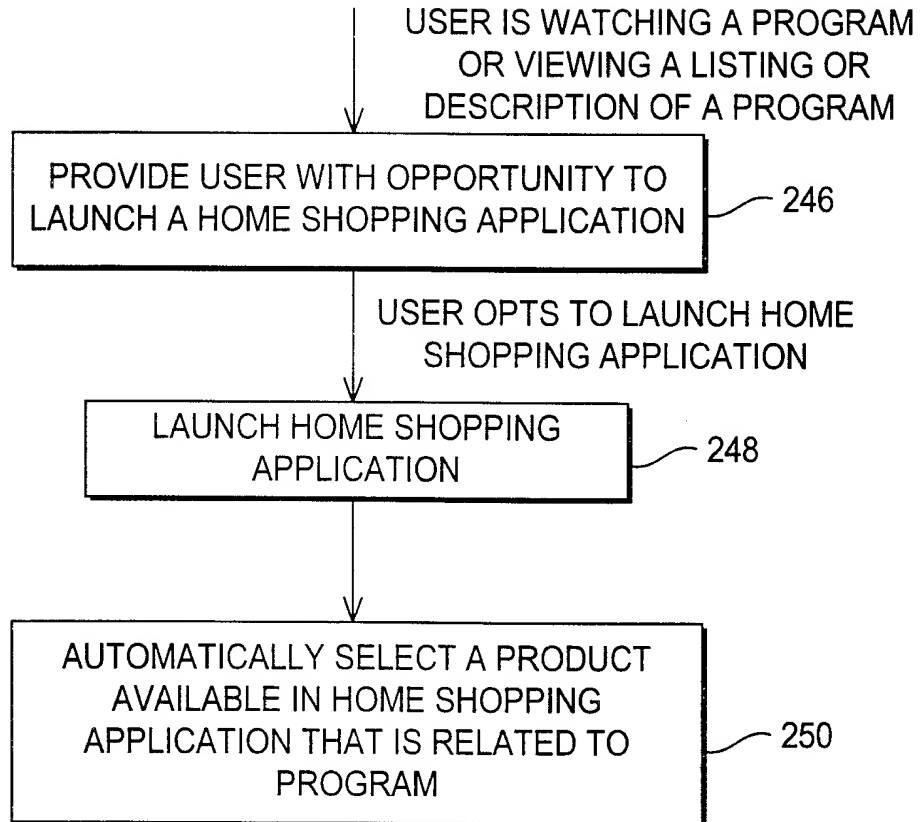 USER IS WATCHING A PROGRAM
OR VIEWING A LISTING OR
DESCRIPTION OF A PROGRAM
PROVIDE USER WITH OPPORTUNITY TO
LAUNCH A HOME SHOPPING APPLICATION
246
USER OPTS TO LAUNCH HOME
SHOPPING APPLICATION
LAUNCH HOME SHOPPING
APPLICATION
248
AUTOMATICALLY SELECT A PRODUCT
AVAILABLE IN HOME SHOPPING
APPLICATION THAT IS RELATED TO
PROGRAM
250